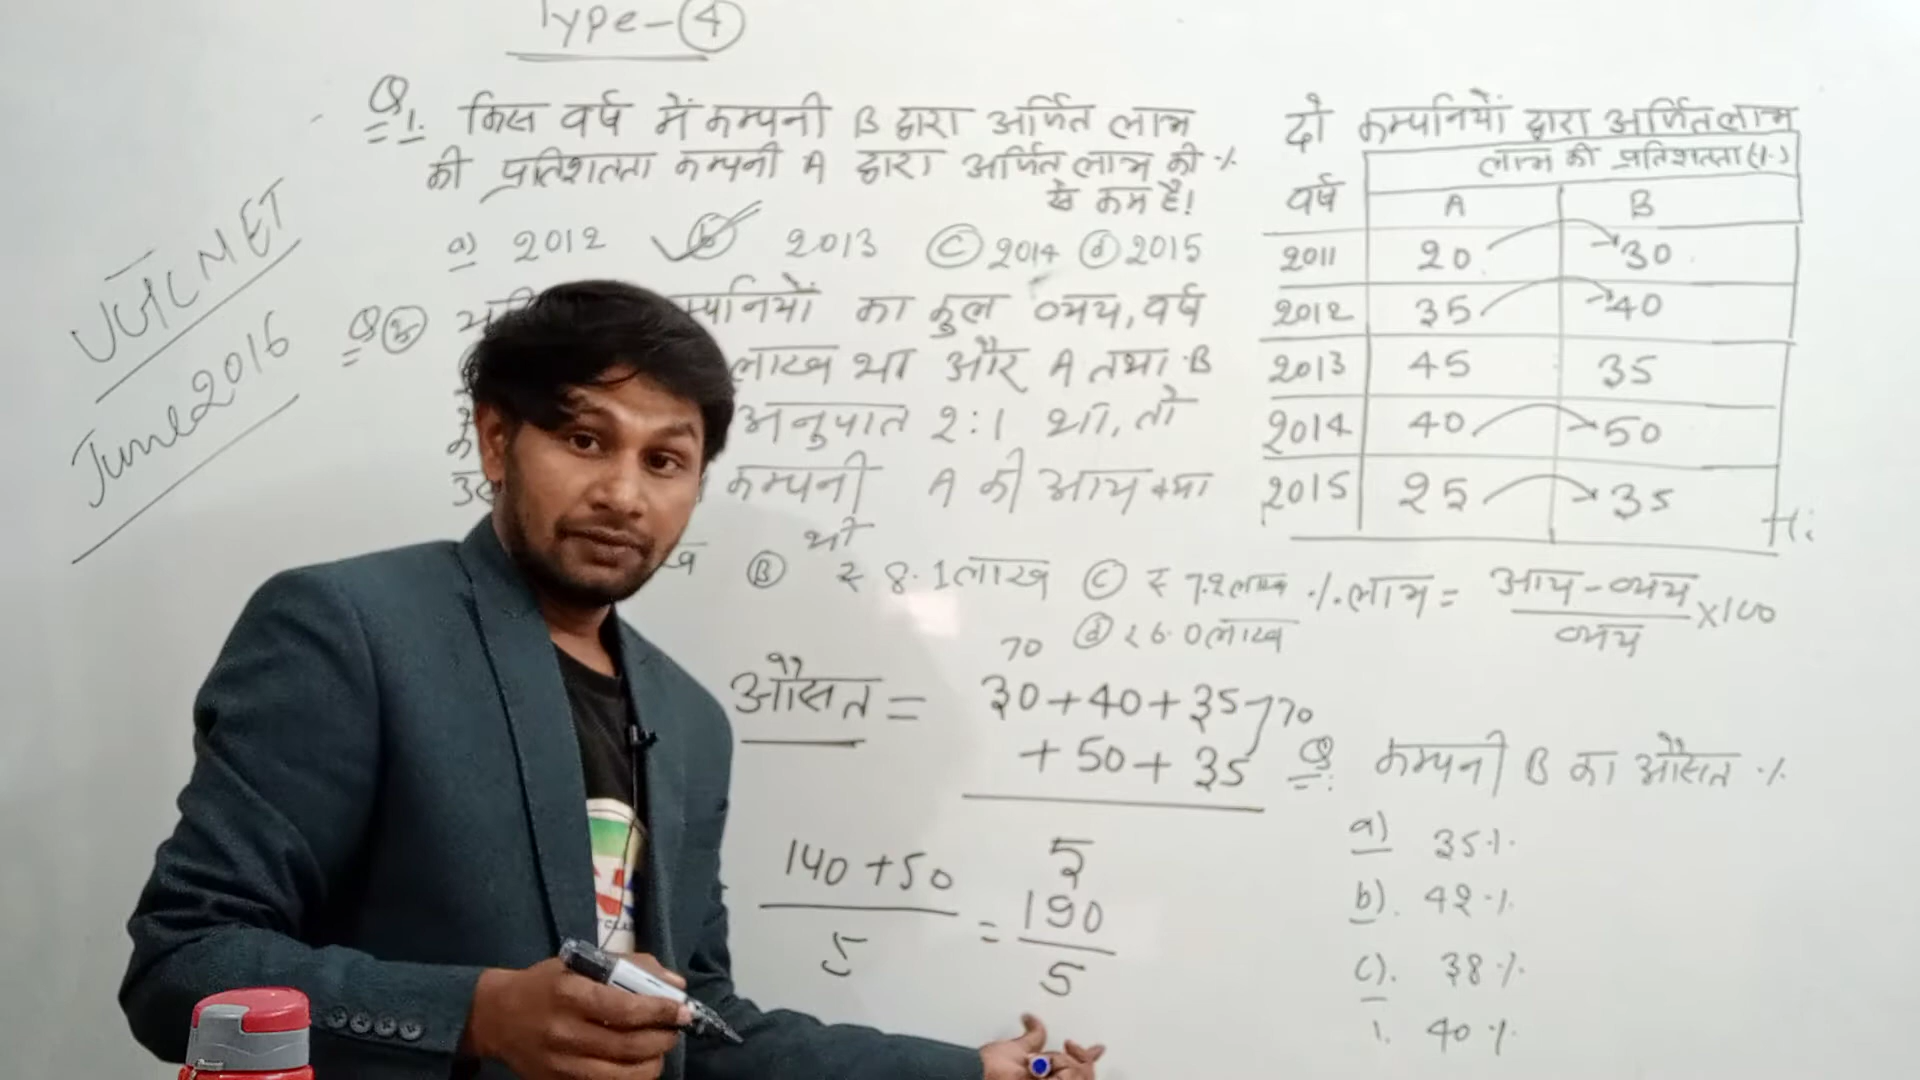 Type-4
Q1. किस वर्ष में कम्पनी B द्वारा अर्जित लाभ
की प्रतिशतता कम्पनी A द्वारा अर्जित लाभ की %
से कम है!
a) 2012 b 2013 c 2014 d 2015
UGC NET
June 2016
कम्पनियों का कुल व्यय, वर्ष
लाख था और A तथा B
अनुपात 2:1 था, तो
कम्पनी A की आय क्या
थी
B ₹ 8.1 लाख C ₹ 7.2 लाख
d ₹ 6.0 लाख
दो कम्पनियों द्वारा अर्जित लाभ
लाभ की प्रतिशतता (%)
वर्ष A B
2011 20 30
2012 35 40
2013 45 35
2014 40 50
2015 25 35
% लाभ = आय - व्यय
व्यय
×100
70
औसत = 30+40+35 70
+50+35
140+50
5
= 190
5
Q: कम्पनी B का औसत %
a) 35%
b). 42%
c). 38%
40%